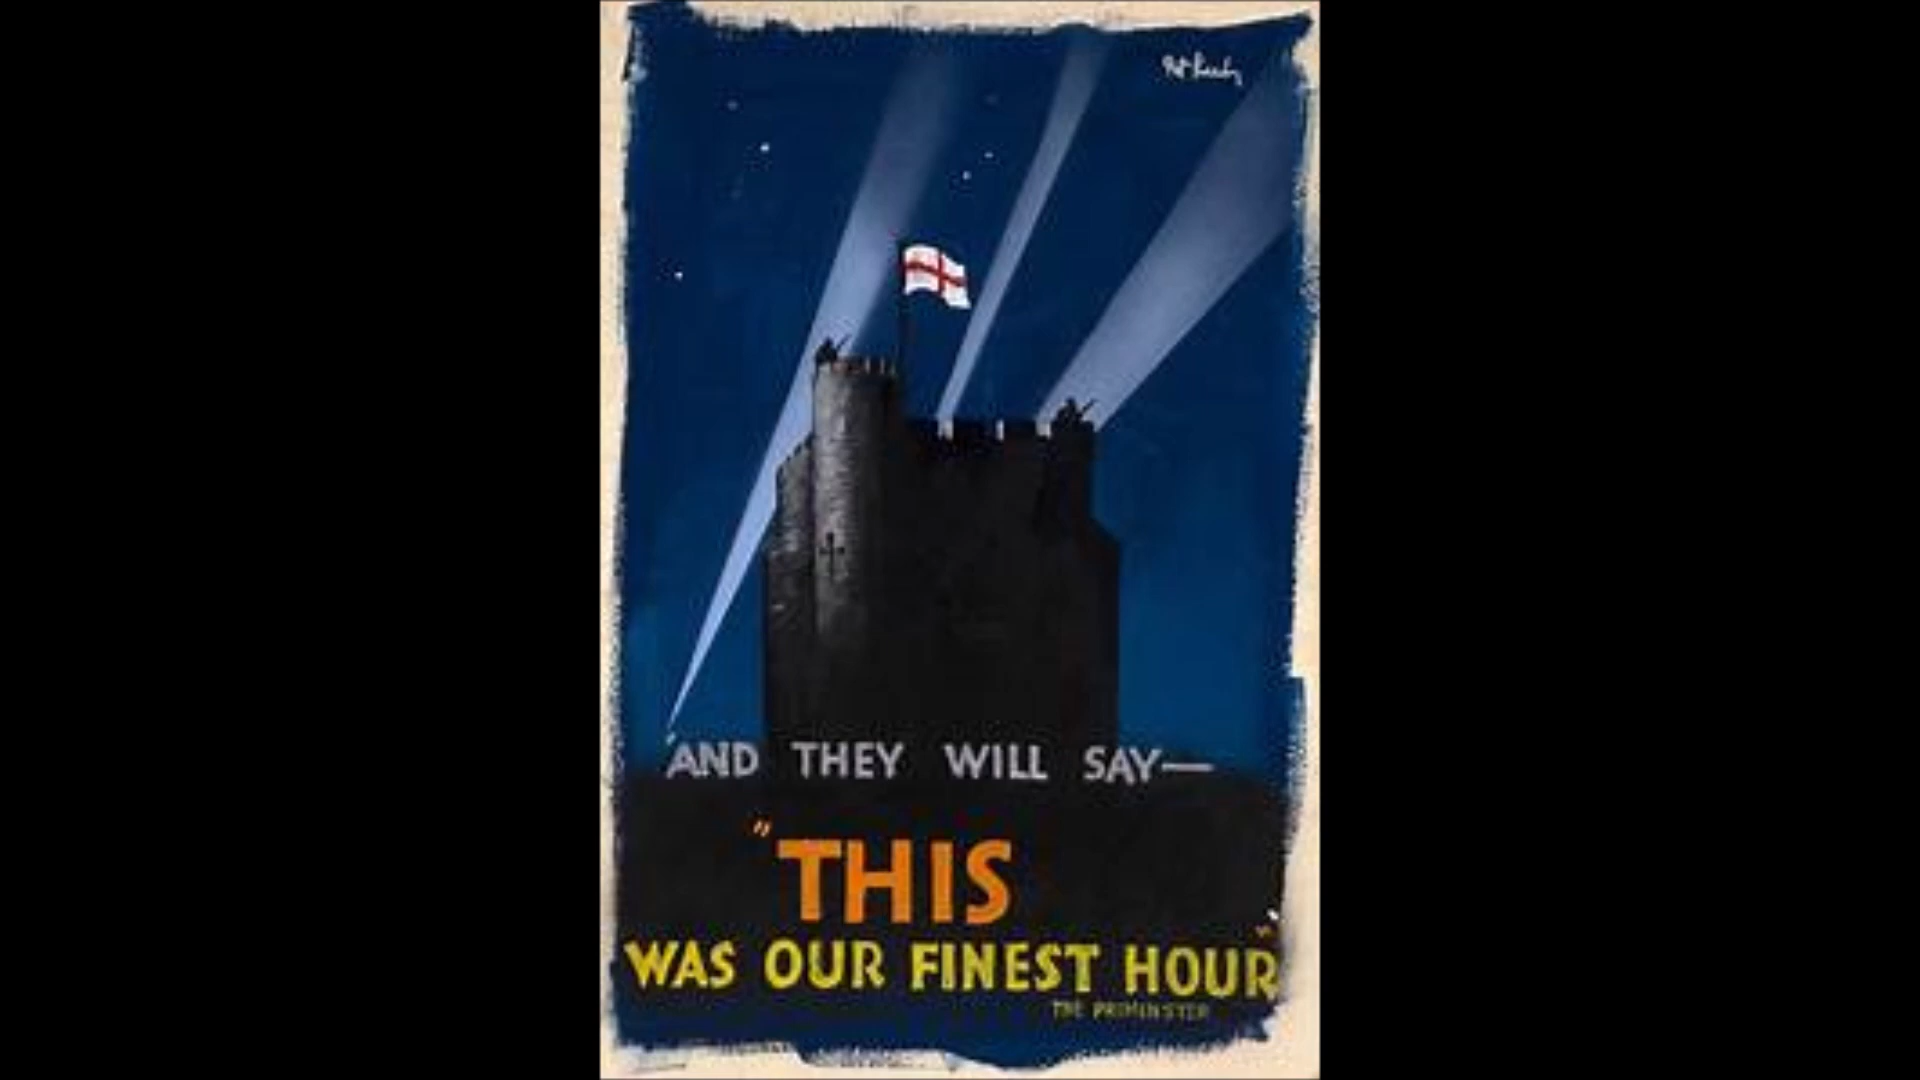 "AND THEY WILL SAY—
"THIS
WAS OUR FINEST HOUR"
THE PRIMINSTER